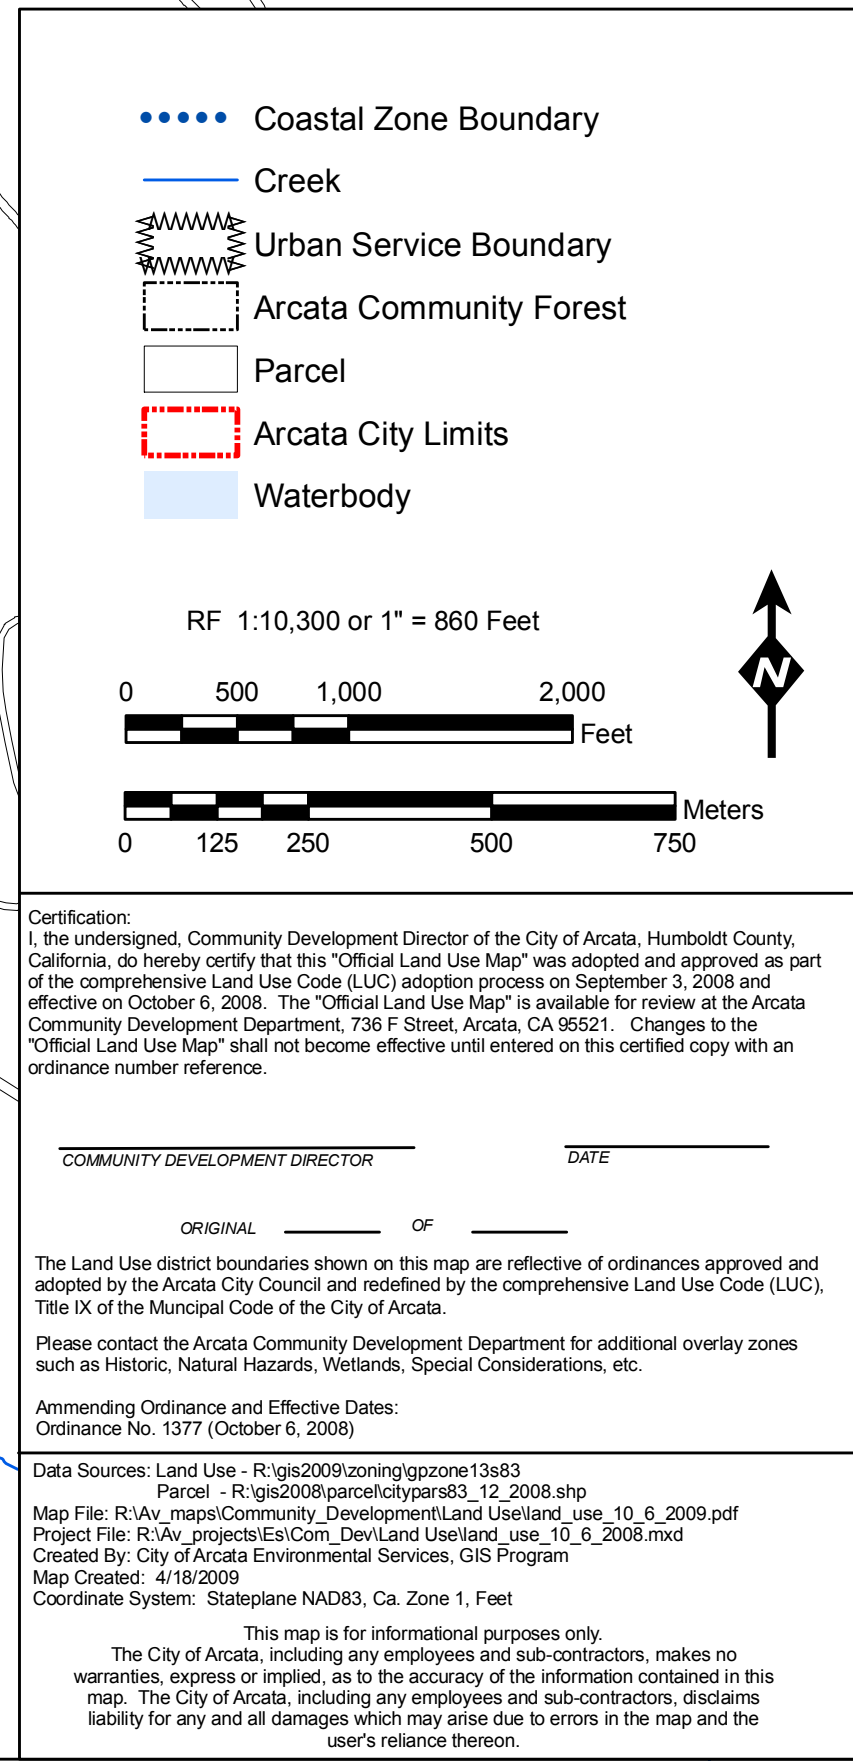 Coastal Zone Boundary
Creek
Urban Service Boundary
Arcata Community Forest
Parcel
Arcata City Limits
Waterbody
RF 1:10,300 or 1" = 860 Feet
N
0 500 1,000 2,000
Feet
Meters
0 125 250 500 750
Certification:
I, the undersigned, Community Development Director of the City of Arcata, Humboldt County,
California, do hereby certify that this "Official Land Use Map" was adopted and approved as part
of the comprehensive Land Use Code (LUC) adoption process on September 3, 2008 and
effective on October 6, 2008. The "Official Land Use Map" is available for review at the Arcata
Community Development Department, 736 F Street, Arcata, CA 95521. Changes to the
"Official Land Use Map" shall not become effective until entered on this certified copy with an
ordinance number reference.
COMMUNITY DEVELOPMENT DIRECTOR DATE
ORIGINAL OF
The Land Use district boundaries shown on this map are reflective of ordinances approved and
adopted by the Arcata City Council and redefined by the comprehensive Land Use Code (LUC),
Title IX of the Muncipal Code of the City of Arcata.
Please contact the Arcata Community Development Department for additional overlay zones
such as Historic, Natural Hazards, Wetlands, Special Considerations, etc.
Ammending Ordinance and Effective Dates:
Ordinance No. 1377 (October 6, 2008)
Data Sources: Land Use - R:\gis2009\zoning\gpzone13s83
Parcel - R:\gis2008\parcel\citypars83_12_2008.shp
Map File: R:\Av_maps\Community_Development\Land Use\land_use_10_6_2009.pdf
Project File: R:\Av_projects\Es\Com_Dev\Land Use\land_use_10_6_2008.mxd
Created By: City of Arcata Environmental Services, GIS Program
Map Created: 4/18/2009
Coordinate System: Stateplane NAD83, Ca. Zone 1, Feet
This map is for informational purposes only.
The City of Arcata, including any employees and sub-contractors, makes no
warranties, express or implied, as to the accuracy of the information contained in this
map. The City of Arcata, including any employees and sub-contractors, disclaims
liability for any and all damages which may arise due to errors in the map and the
user's reliance thereon.